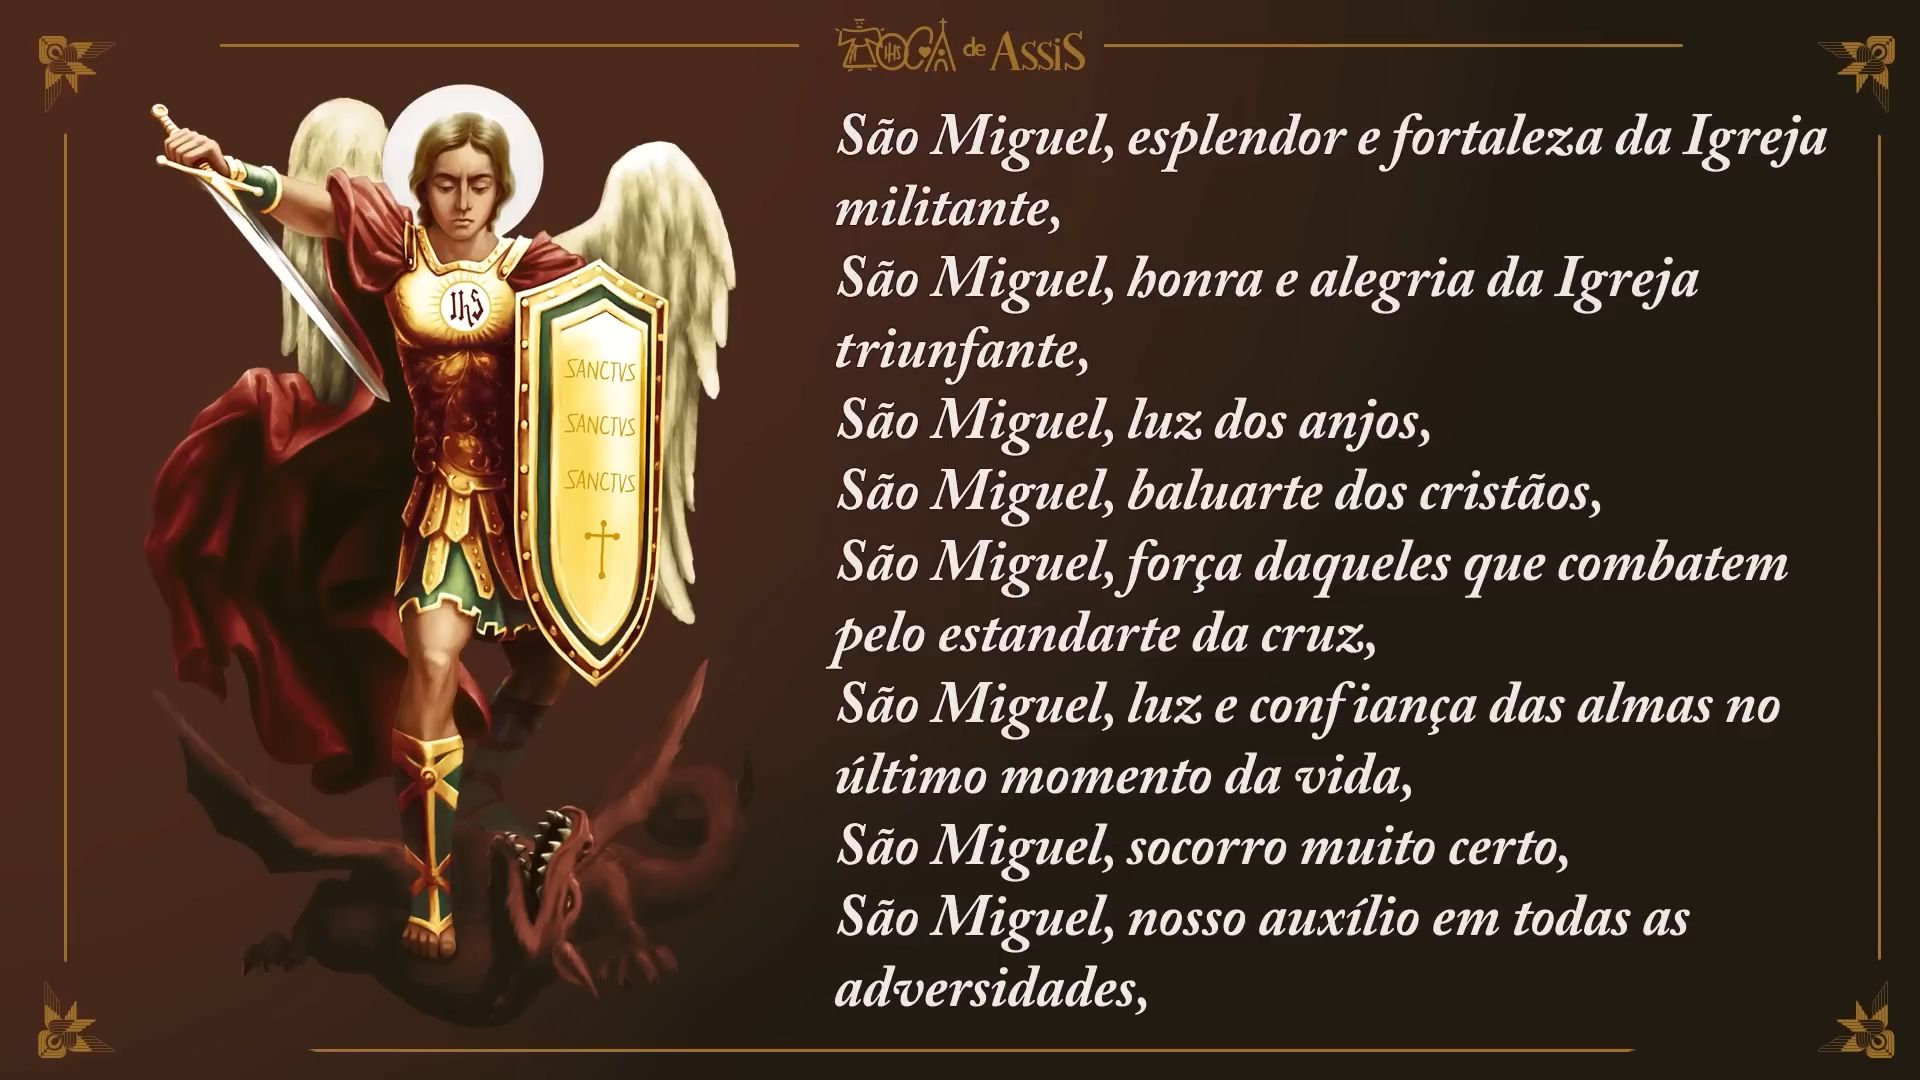 TOCA de ASSIS
IHS
São Miguel, esplendor e fortaleza da Igreja
militante,
São Miguel, honra e alegria da Igreja
triunfante,
São Miguel, luz dos anjos,
São Miguel, baluarte dos cristãos,
São Miguel, força daqueles que combatem
pelo estandarte da cruz,
São Miguel, luz e confiança das almas no
último momento da vida,
São Miguel, socorro muito certo,
São Miguel, nosso auxílio em todas as
adversidades,
IhS
SANCTVS
SANCTVS
SANCTVS